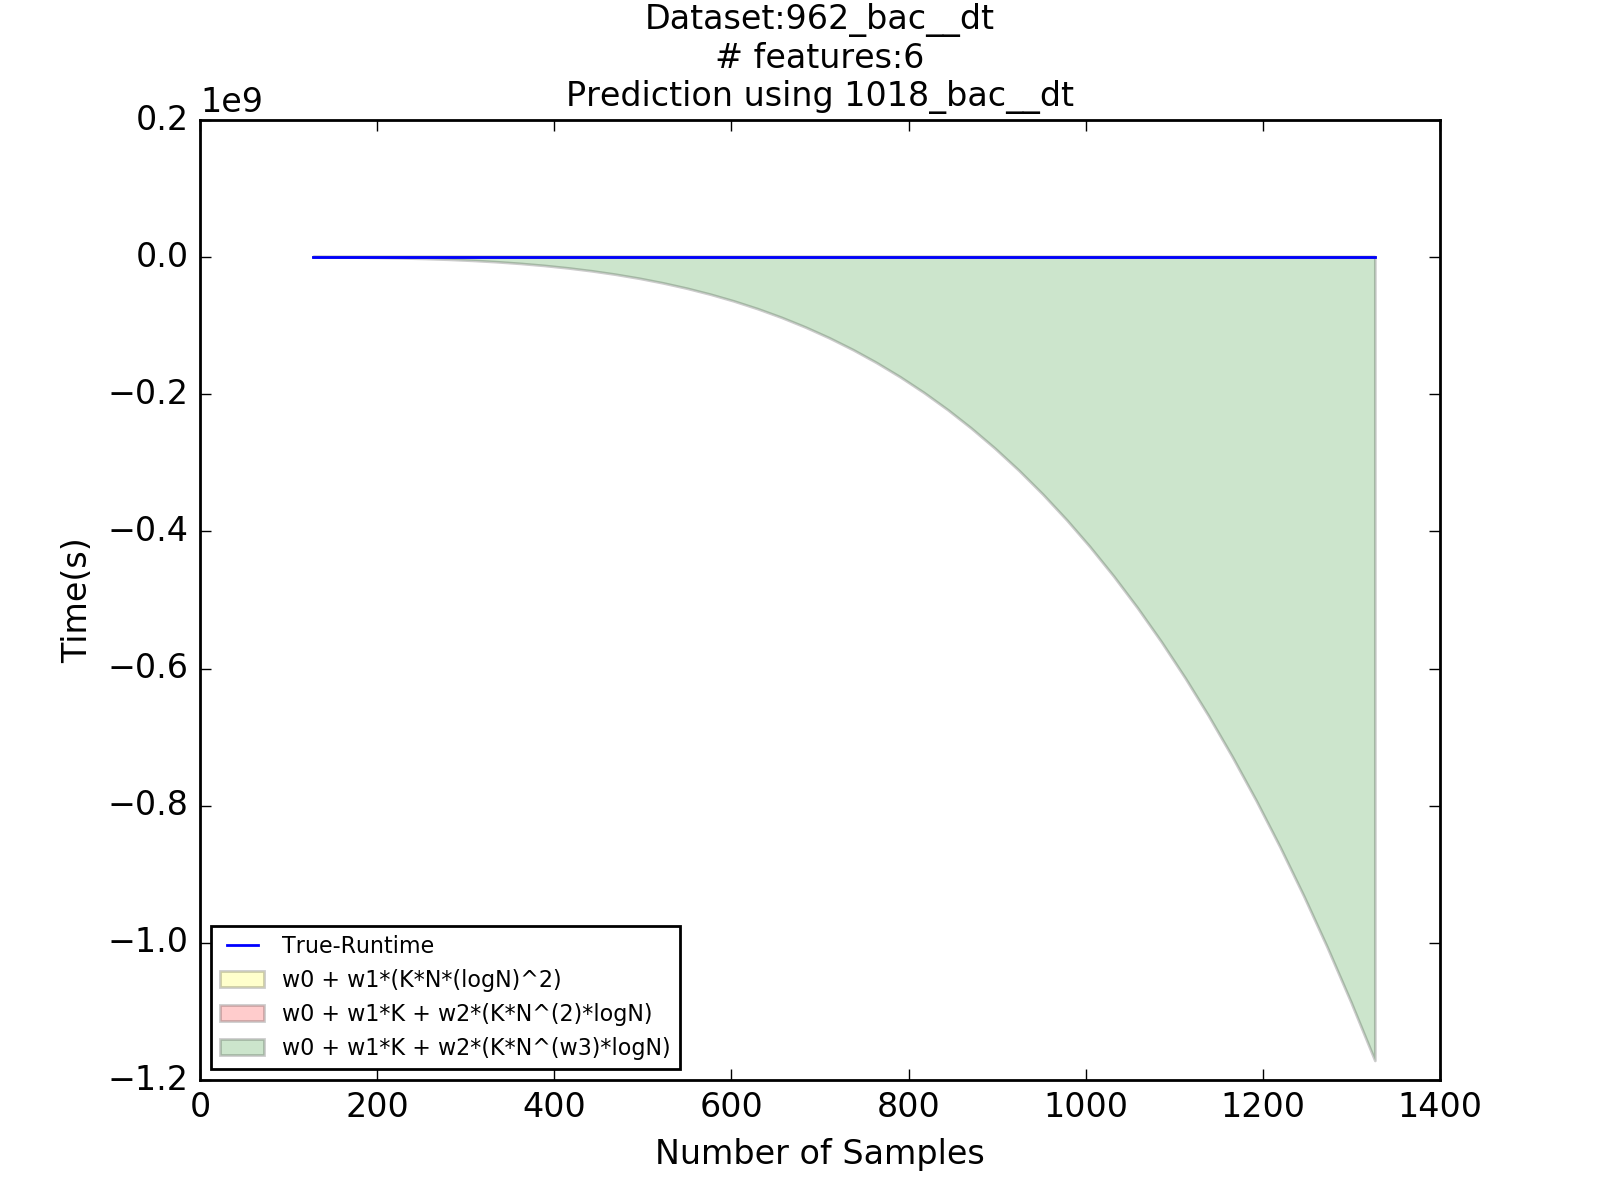 Dataset:962_bac__dt
# features:6
Prediction using 1018_bac__dt
1e9
0.2
0.0
−0.2
−0.4
−0.6
−0.8
−1.0
−1.2
Time(s)
True-Runtime
w0 + w1*(K*N*(logN)^2)
w0 + w1*K + w2*(K*N^(2)*logN)
w0 + w1*K + w2*(K*N^(w3)*logN)
0 200 400 600 800 1000 1200 1400
Number of Samples